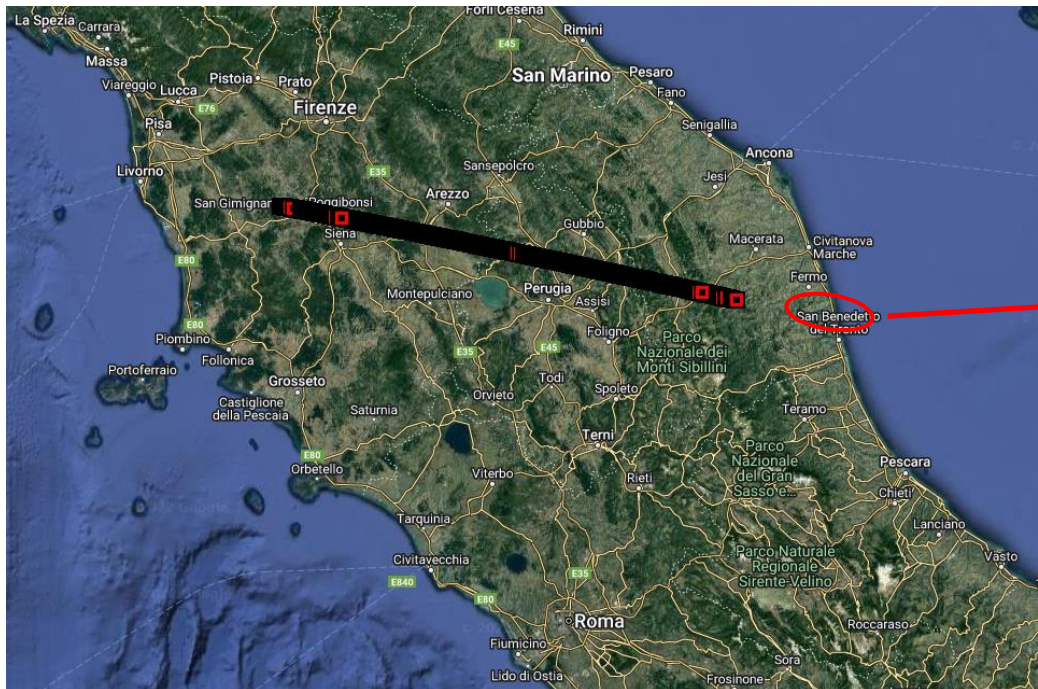 Forlì Cesena
La Spezia
Carrara
Rimini
E45
Massa
San Marino
Pesaro
Pistoia
Prato
Viareggio
Lucca
Fano
Firenze
E76
Pisa
Senigallia
Ancona
Livorno
E35
Sansepolcro
Jesi
Arezzo
San Gimignan
Poggibonsi
Gubbio
Siena
Macerata
Civitanova
Marche
E80
Fermo
Montepulciano
Perugia
Assisi
San Benedetto
del Tronto
E80
Foligno
Piombino
Follonica
E35
E45
Parco
Nazionale dei
Monti Sibillini
Portoferraio
Grosseto
Todi
Spoleto
Orvieto
Castiglione
della Pescaia
Saturnia
Teramo
Terni
E80
Parco
Nazionale
del Gran
Sasso e...
Orbetello
Viterbo
Rieti
Pescara
Chieti
Tarquinia
Lanciano
Civitavecchia
Parco Naturale
Regionale
Sirente-Velino
Vasto
E840
E35
E80
Roma
Roccaraso
Fiumicino
Sora
Lido di Ostia
Frosinone